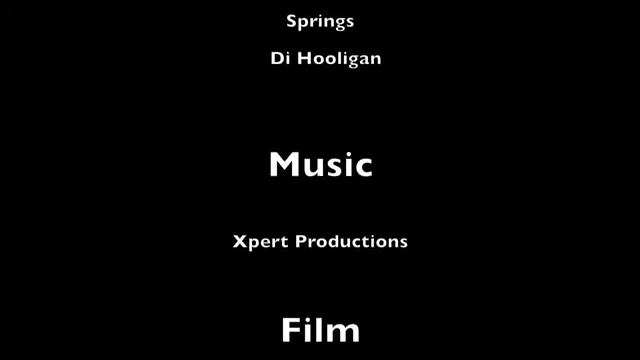 Springs
Di Hooligan
Music
Xpert Productions
Film